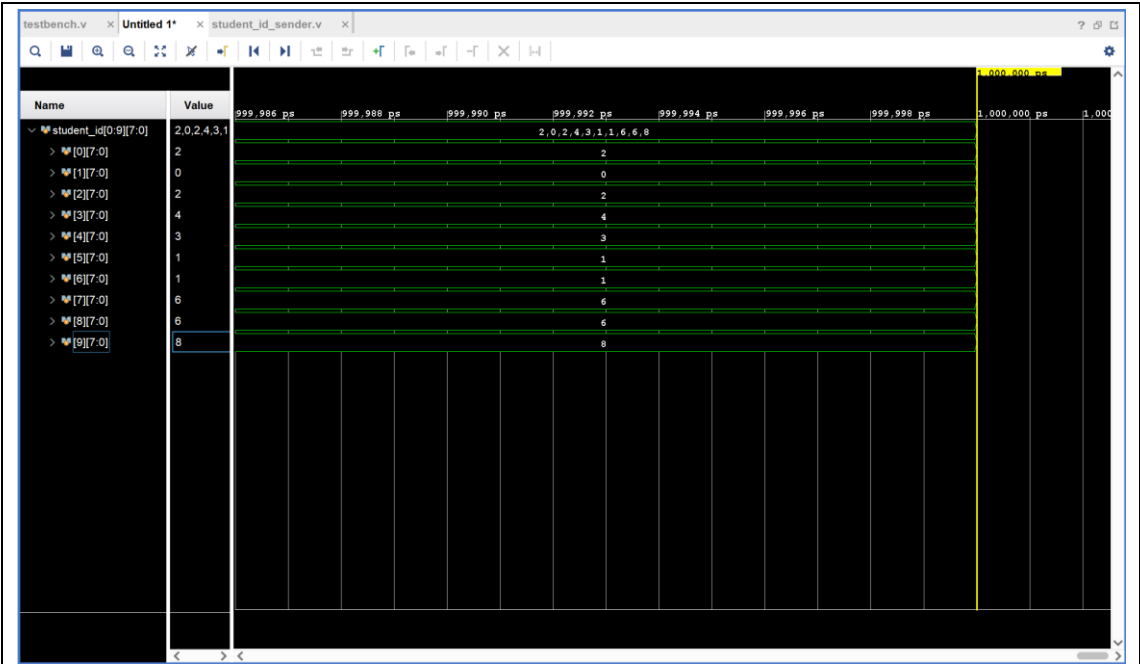 testbench.v × Untitled 1* × student_id_sender.v ×
1,000,000 ps
Name Value
999,986 ps 999,988 ps 999,990 ps 999,992 ps 999,994 ps 999,996 ps 999,998 ps 1,000,000 ps 1,000
student_id[0:9][7:0] 2,0,2,4,3,1 2,0,2,4,3,1,1,6,6,8
[0][7:0] 2 2
[1][7:0] 0 0
[2][7:0] 2 2
[3][7:0] 4 4
[4][7:0] 3 3
[5][7:0] 1 1
[6][7:0] 1 1
[7][7:0] 6 6
[8][7:0] 6 6
[9][7:0] 8 8